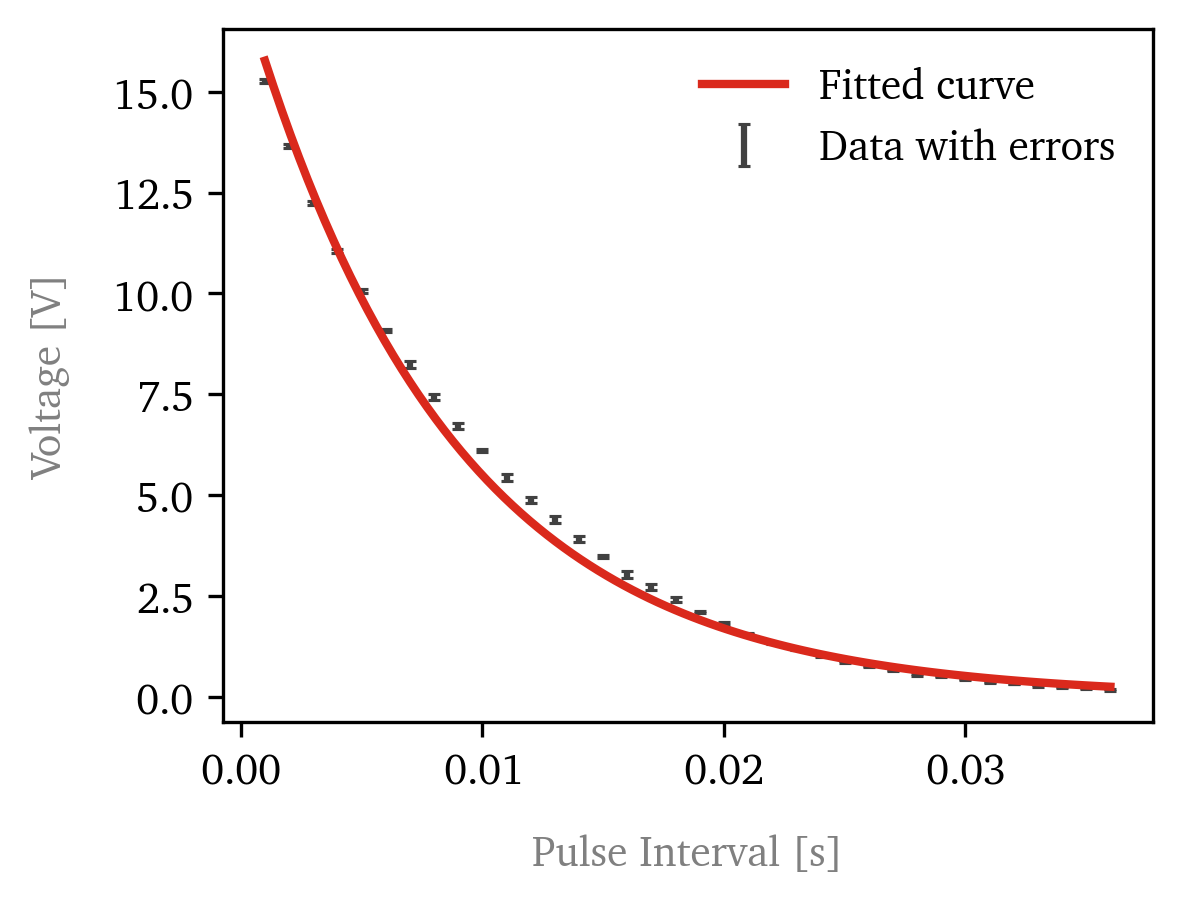 Fitted curve
Data with errors
15.0
12.5
10.0
7.5
5.0
2.5
0.0
Voltage [V]
0.00 0.01 0.02 0.03
Pulse Interval [s]